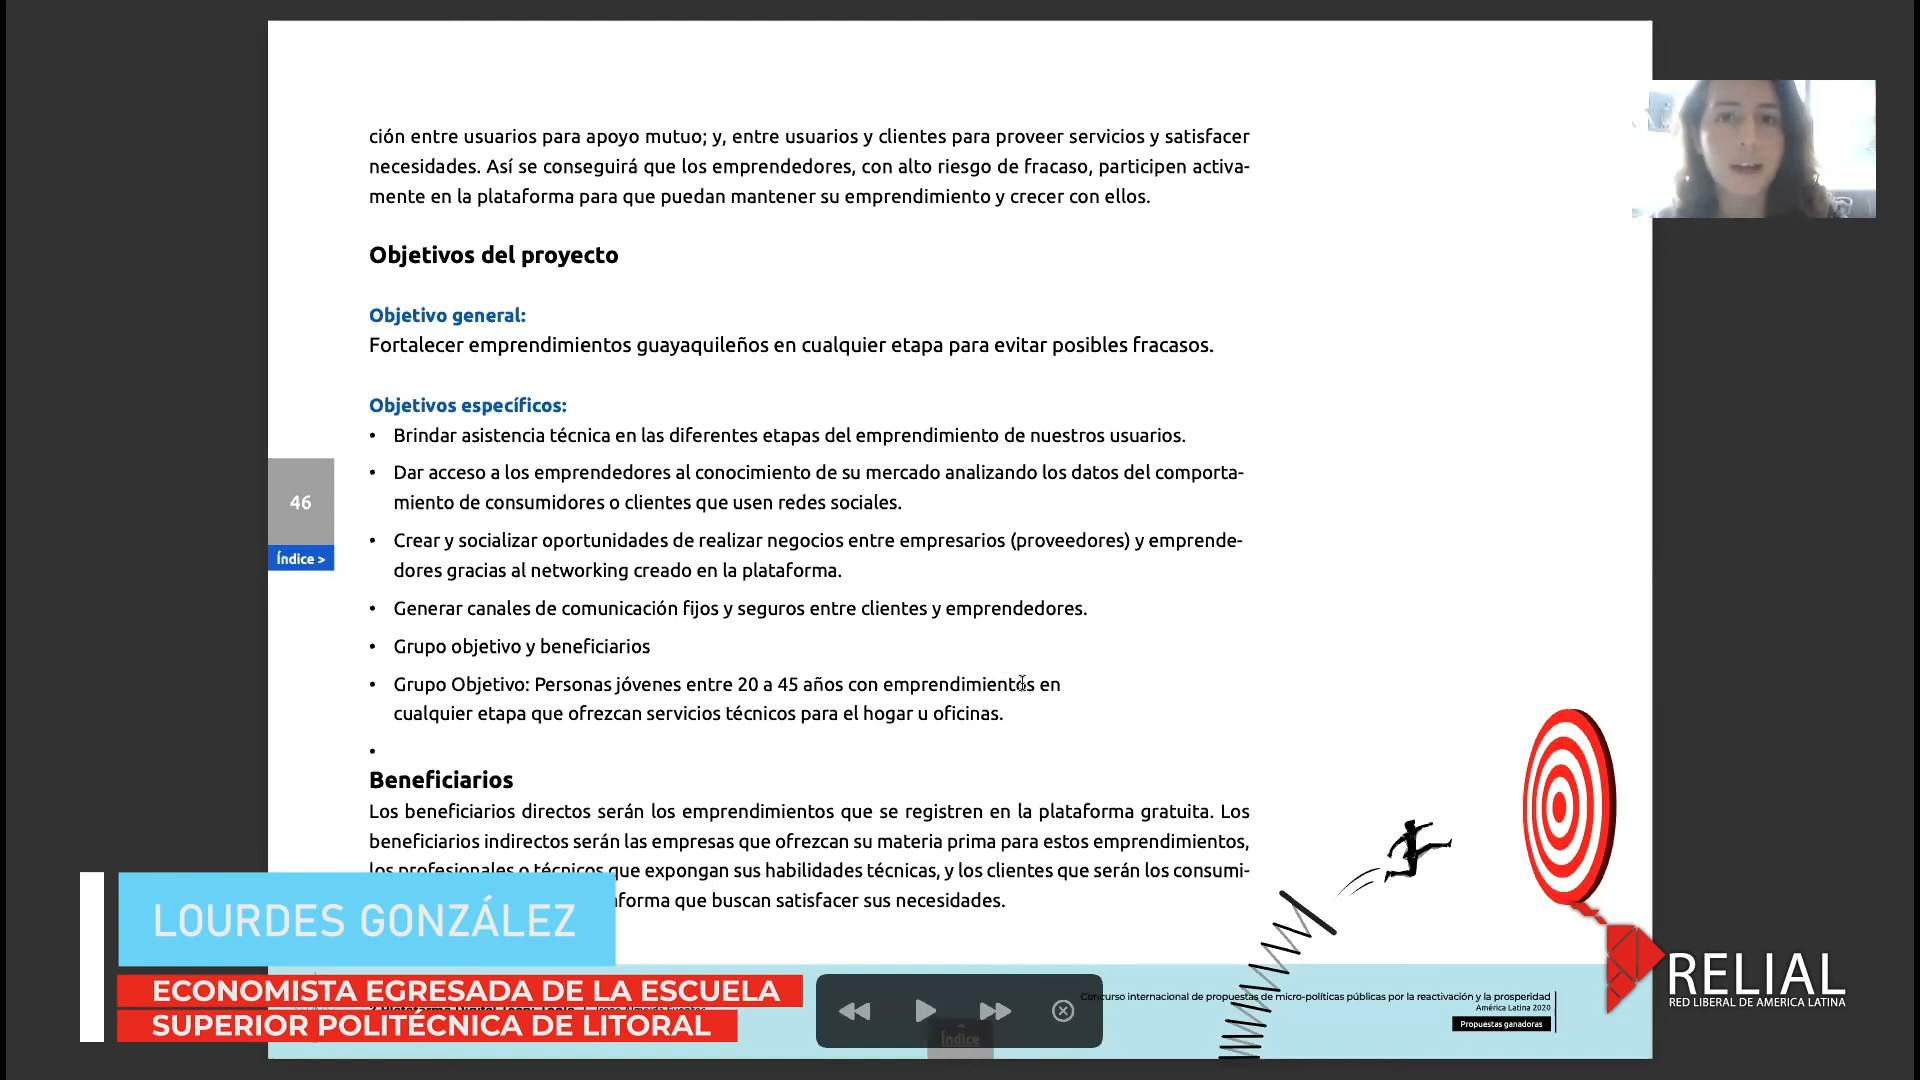 ción entre usuarios para apoyo mutuo; y, entre usuarios y clientes para proveer servicios y satisfacer
necesidades. Así se conseguirá que los emprendedores, con alto riesgo de fracaso, participen activa-
mente en la plataforma para que puedan mantener su emprendimiento y crecer con ellos.
Objetivos del proyecto
Objetivo general:
Fortalecer emprendimientos guayaquileños en cualquier etapa para evitar posibles fracasos.
Objetivos específicos:
• Brindar asistencia técnica en las diferentes etapas del emprendimiento de nuestros usuarios.
• Dar acceso a los emprendedores al conocimiento de su mercado analizando los datos del comporta-
miento de consumidores o clientes que usen redes sociales.
46
Índice >
• Crear y socializar oportunidades de realizar negocios entre empresarios (proveedores) y emprende-
dores gracias al networking creado en la plataforma.
• Generar canales de comunicación fijos y seguros entre clientes y emprendedores.
• Grupo objetivo y beneficiarios
• Grupo Objetivo: Personas jóvenes entre 20 a 45 años con emprendimientos en
cualquier etapa que ofrezcan servicios técnicos para el hogar u oficinas.
•
Beneficiarios
Los beneficiarios directos serán los emprendimientos que se registren en la plataforma gratuita. Los
beneficiarios indirectos serán las empresas que ofrezcan su materia prima para estos emprendimientos,
los profesionales o técnicos que expongan sus habilidades técnicas, y los clientes que serán los consumi-
forma que buscan satisfacer sus necesidades.
LOURDES GONZÁLEZ
ECONOMISTA EGRESADA DE LA ESCUELA
SUPERIOR POLITÉCNICA DE LITORAL
Índice
Concurso internacional de propuestas de micro-políticas públicas por la reactivación y la prosperidad
América Latina 2020
Propuestas ganadoras
RELIAL
RED LIBERAL DE AMERICA LATINA